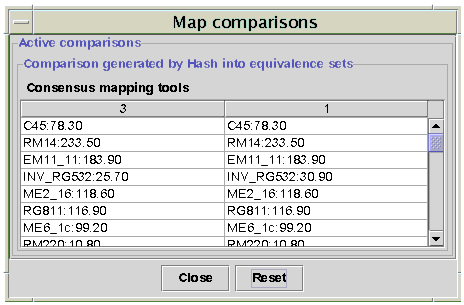 Map comparisons
Active comparisons
Comparison generated by Hash into equivalence sets
Consensus mapping tools
3 1
C45:78.30 C45:78.30
RM14:233.50 RM14:233.50
EM11_11:183.90 EM11_11:183.90
INV_RG532:25.70 INV_RG532:30.90
ME2_16:118.60 ME2_16:118.60
RG811:116.90 RG811:116.90
ME6_1c:99.20 ME6_1c:99.20
RM220:10.80 RM220:10.80
Close Reset